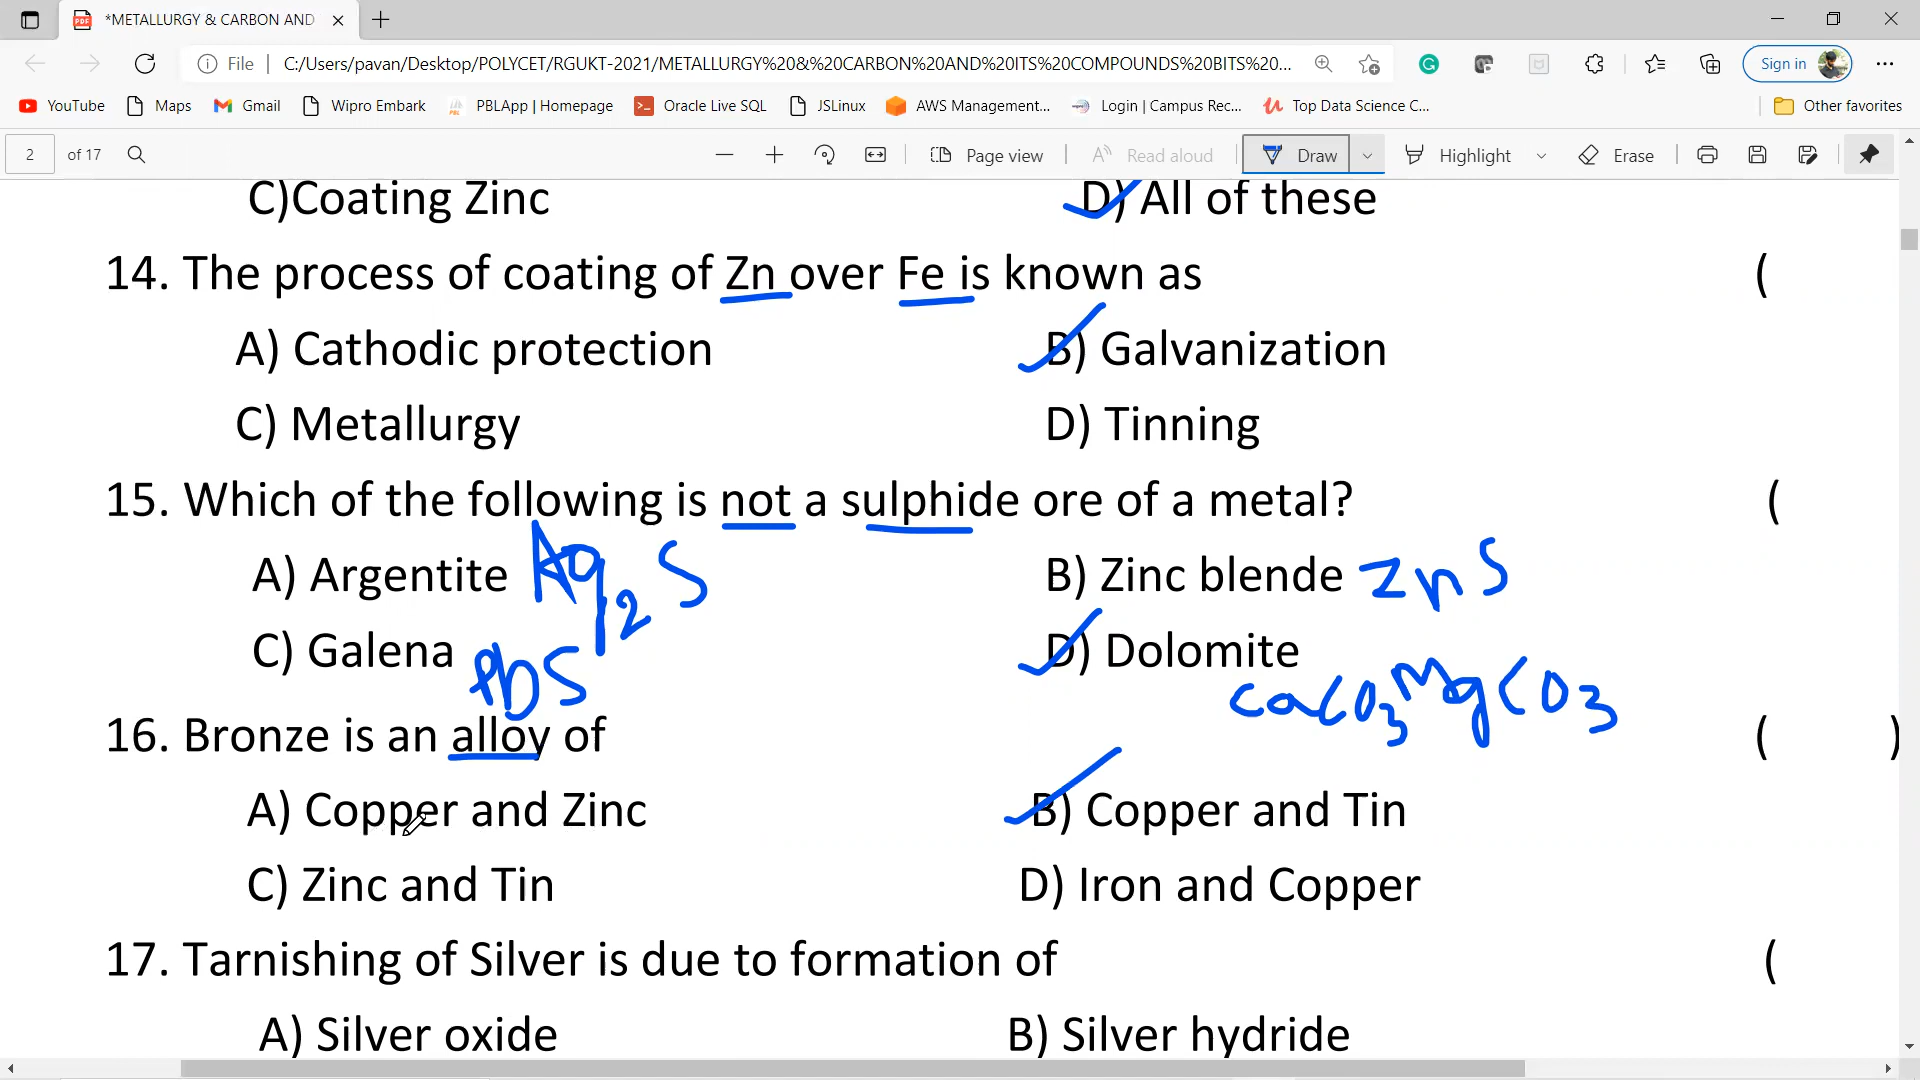 *METALLURGY & CARBON AND
File C:/Users/pavan/Desktop/POLYCET/RGUKT-2021/METALLURGY%20&%20CARBON%20AND%20ITS%20COMPOUNDS%20BITS%20... Sign in
YouTube Maps Gmail Wipro Embark PBLApp | Homepage Oracle Live SQL JSLinux AWS Management... Login | Campus Rec... Top Data Science C... Other favorites
2 of 17 Page view Read aloud Draw Highlight Erase
C)Coating Zinc D) All of these
14. The process of coating of Zn over Fe is known as (
A) Cathodic protection B) Galvanization
C) Metallurgy D) Tinning
15. Which of the following is not a sulphide ore of a metal? (
A) Argentite Ag2S B) Zinc blende ZnS
C) Galena PbS D) Dolomite
CaCO3MgCO3
16. Bronze is an alloy of ( )
A) Copper and Zinc B) Copper and Tin
C) Zinc and Tin D) Iron and Copper
17. Tarnishing of Silver is due to formation of (
A) Silver oxide B) Silver hydride